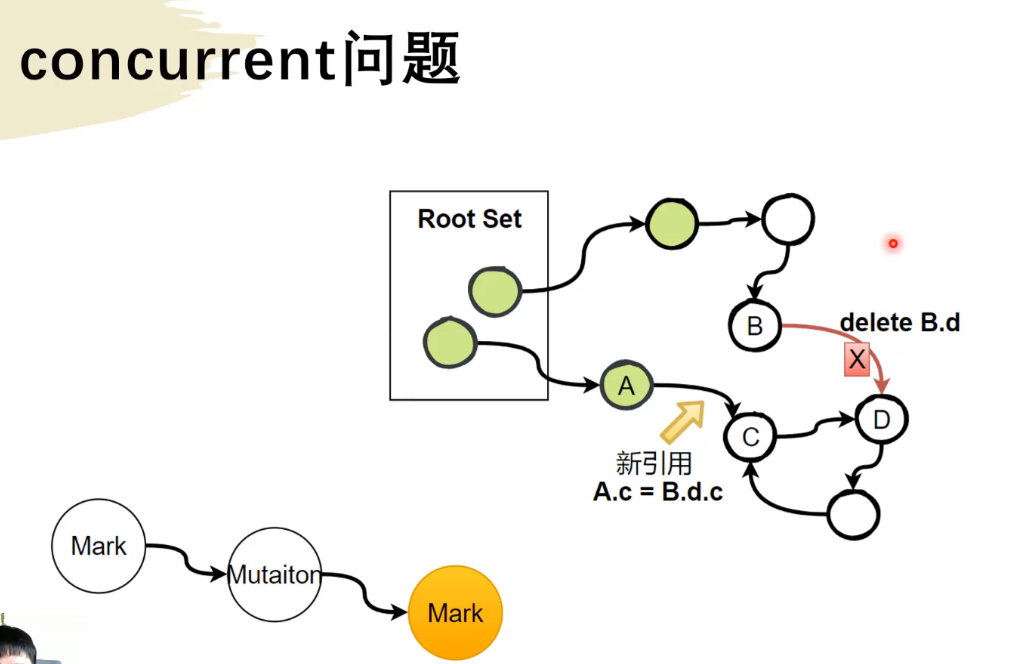 concurrent问题
Root Set
B
delete B.d
X
A
C
D
新引用
A.c = B.d.c
Mark
Mutaiton
Mark